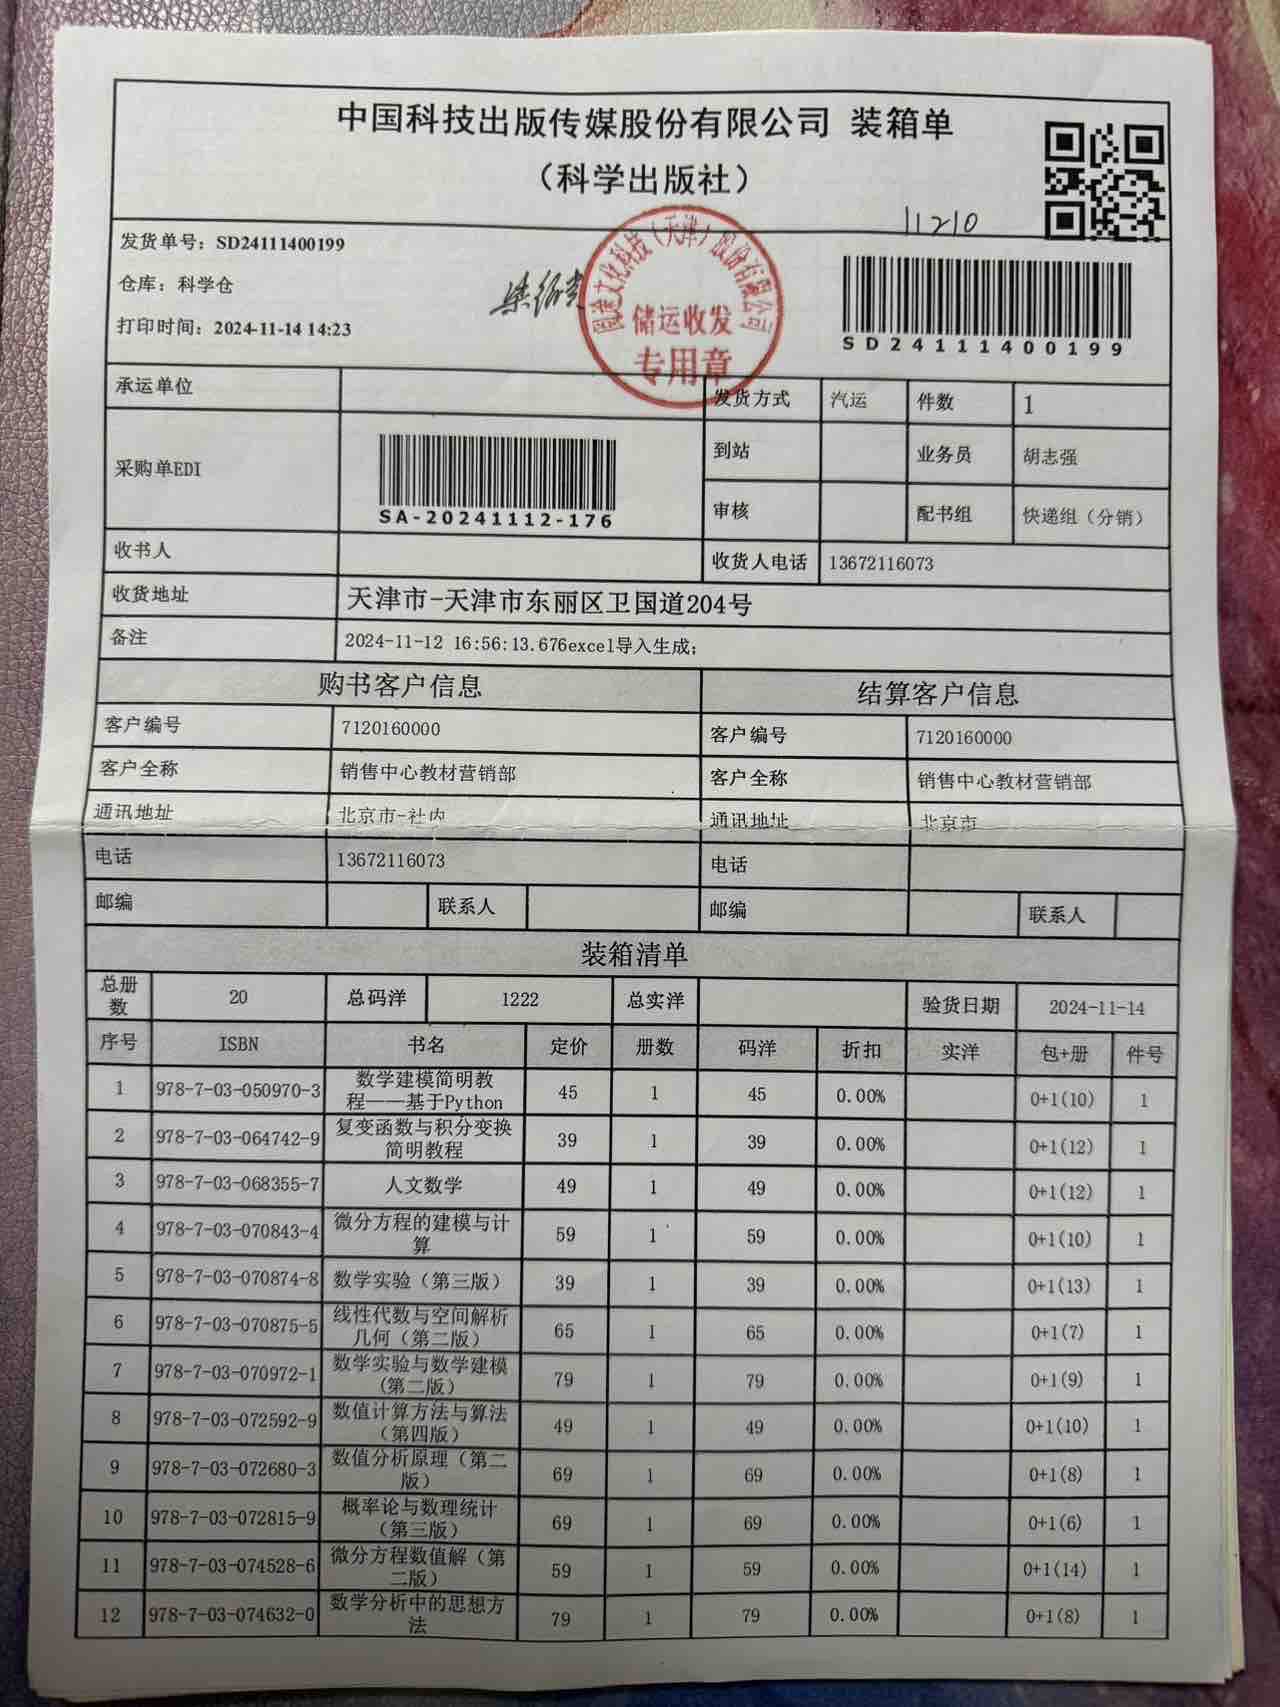 中国科技出版传媒股份有限公司 装箱单
（科学出版社）
11210
发货单号：SD24111400199
仓库：科学仓
打印时间：2024-11-14 14:23
文化科技（天津）股份有限公司
储运收发
专用章
SD24111400199
承运单位 发货方式 汽运 件数 1
采购单EDI
SA-20241112-176
到站 业务员 胡志强
审核 配书组 快递组（分销）
收书人 收货人电话 13672116073
收货地址 天津市-天津市东丽区卫国道204号
备注 2024-11-12 16:56:13.676excel导入生成;
购书客户信息 结算客户信息
客户编号 7120160000 客户编号 7120160000
客户全称 销售中心教材营销部 客户全称 销售中心教材营销部
通讯地址 北京市-社内 通讯地址 北京市
电话 13672116073 电话
邮编 联系人 邮编 联系人
装箱清单
总册数 20 总码洋 1222 总实洋 验货日期 2024-11-14
序号 ISBN 书名 定价 册数 码洋 折扣 实洋 包+册 件号
1 978-7-03-050970-3 数学建模简明教程——基于Python 45 1 45 0.00% 0+1(10) 1
2 978-7-03-064742-9 复变函数与积分变换简明教程 39 1 39 0.00% 0+1(12) 1
3 978-7-03-068355-7 人文数学 49 1 49 0.00% 0+1(12) 1
4 978-7-03-070843-4 微分方程的建模与计算 59 1 59 0.00% 0+1(10) 1
5 978-7-03-070874-8 数学实验（第三版） 39 1 39 0.00% 0+1(13) 1
6 978-7-03-070875-5 线性代数与空间解析几何（第二版） 65 1 65 0.00% 0+1(7) 1
7 978-7-03-070972-1 数学实验与数学建模（第二版） 79 1 79 0.00% 0+1(9) 1
8 978-7-03-072592-9 数值计算方法与算法（第四版） 49 1 49 0.00% 0+1(10) 1
9 978-7-03-072680-3 数值分析原理（第二版） 69 1 69 0.00% 0+1(8) 1
10 978-7-03-072815-9 概率论与数理统计（第三版） 69 1 69 0.00% 0+1(6) 1
11 978-7-03-074528-6 微分方程数值解（第二版） 59 1 59 0.00% 0+1(14) 1
12 978-7-03-074632-0 数学分析中的思想方法 79 1 79 0.00% 0+1(8) 1